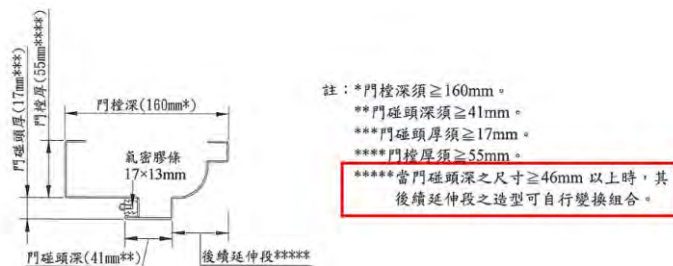 門碰頭厚(17mm***)
門樘厚(55mm****)
門樘深(160mm*)
氣密膠條
17×13mm
門碰頭深(41mm**)
後續延伸段*****
註：*門樘深須≧160mm。
**門碰頭深須≧41mm。
***門碰頭厚須≧17mm。
****門樘厚須≧55mm。
*****當門碰頭深之尺寸≧46mm 以上時，其
後續延伸段之造型可自行變換組合。